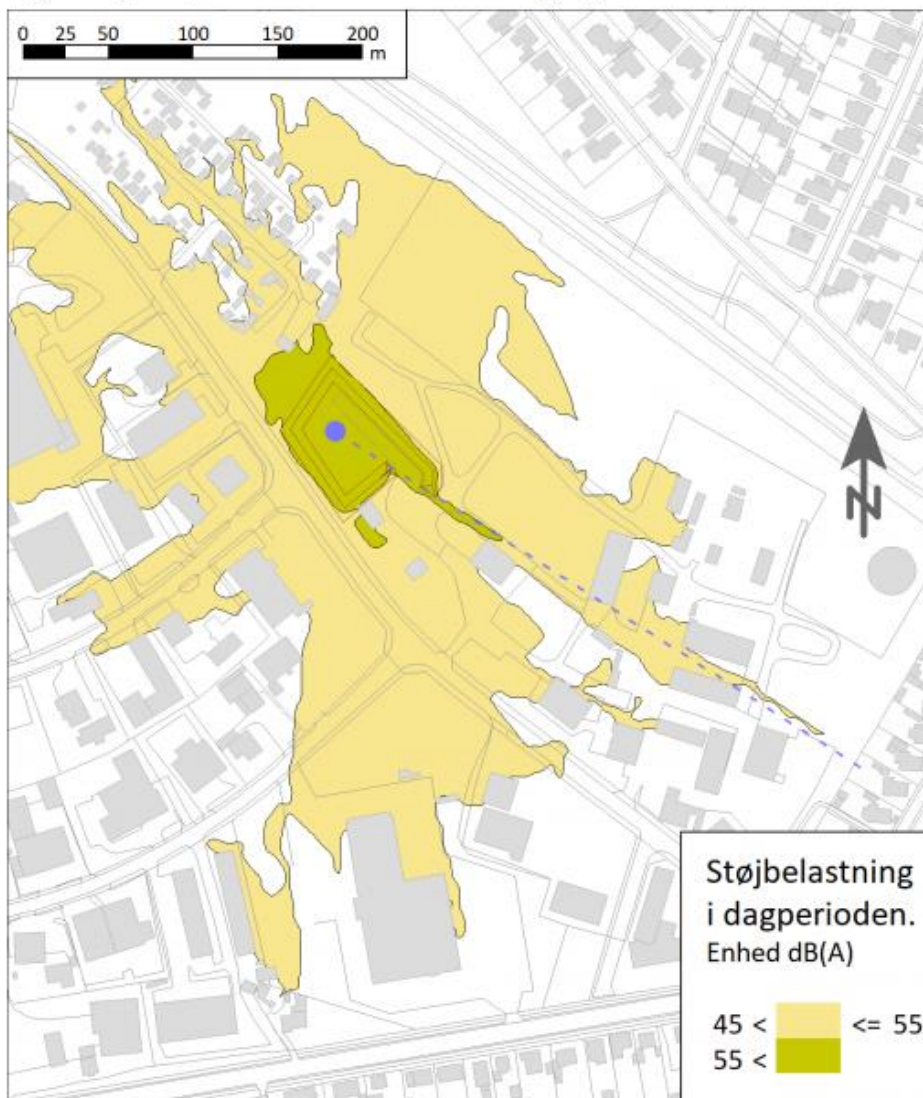 0 25 50 100 150 200
m
N
Støjbelastning
i dagperioden.
Enhed dB(A)
45 < <= 55
55 <